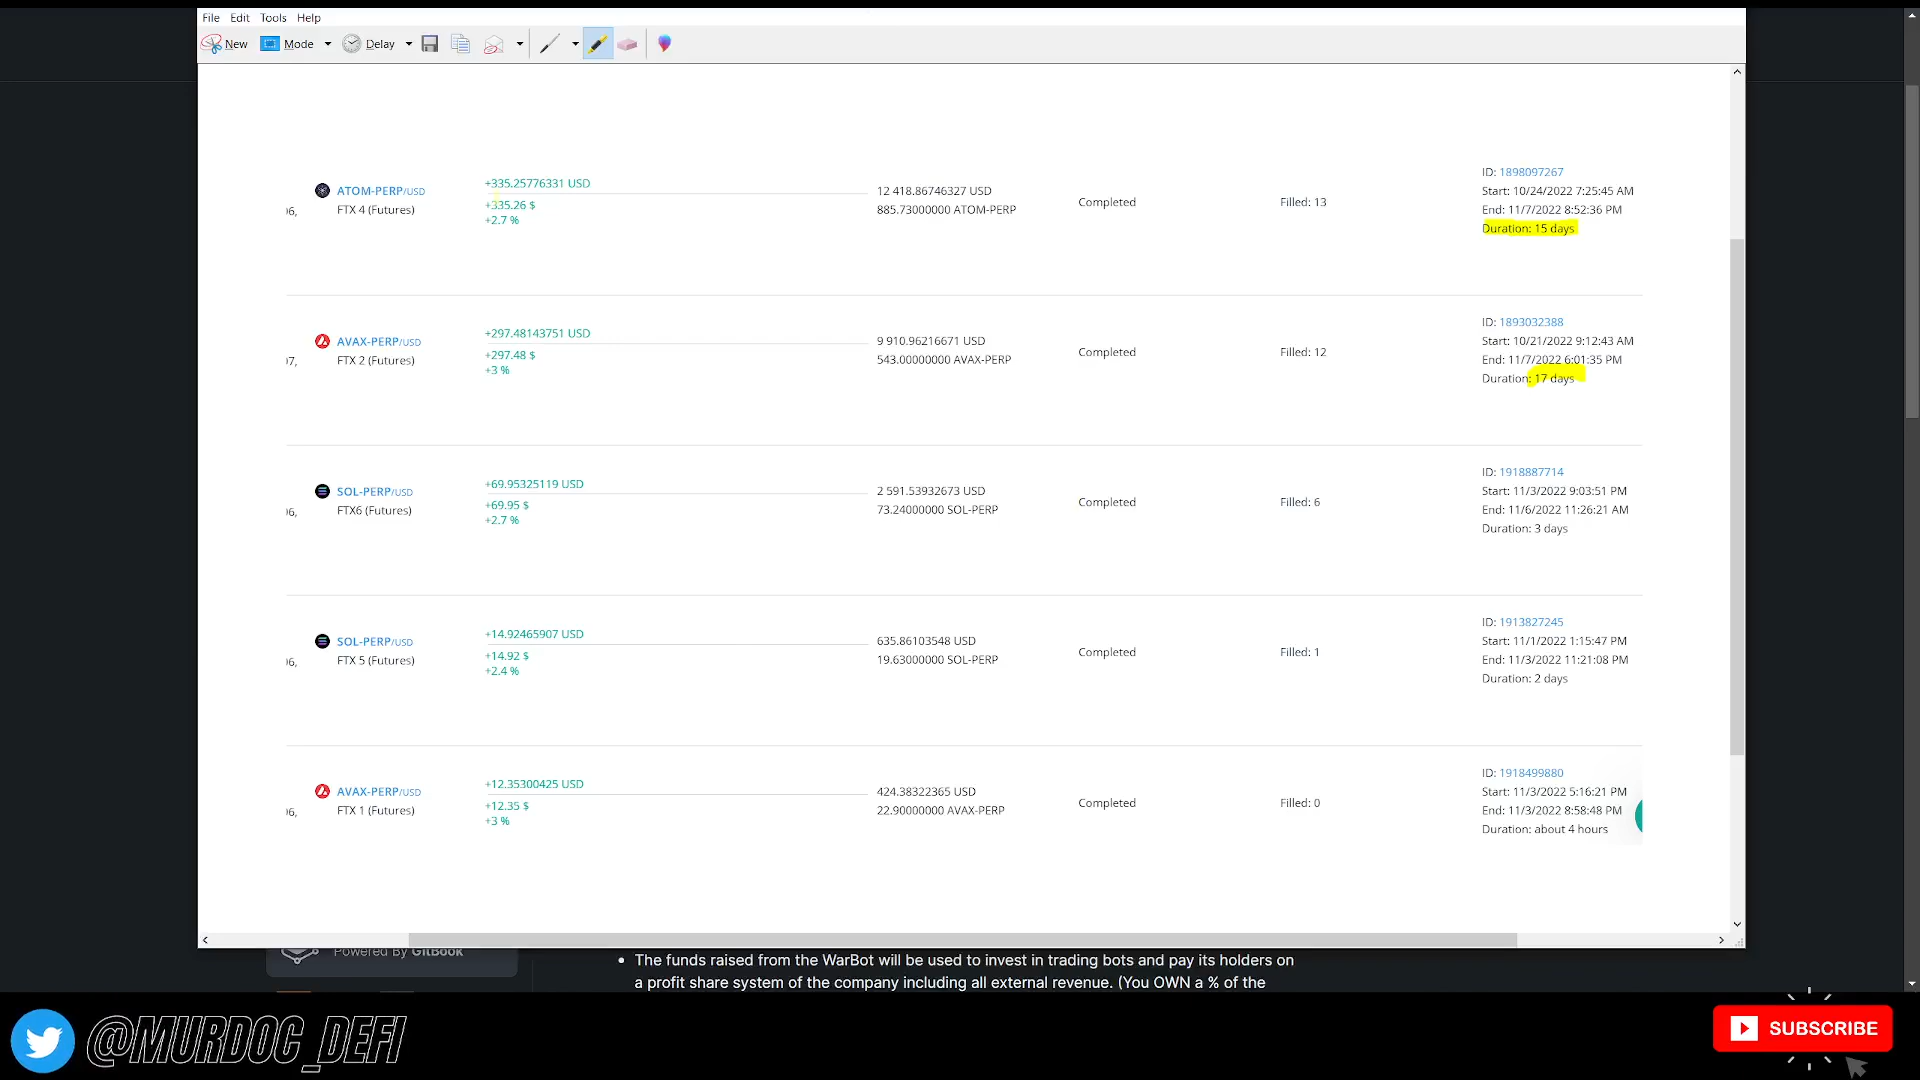 File Edit Tools Help
New Mode Delay
ATOM-PERP/USD
FTX 4 (Futures)
+335.25776331 USD
+335.26 $
+2.7 %
12 418.86746327 USD
885.73000000 ATOM-PERP
Completed
Filled: 13
ID: 1898097267
Start: 10/24/2022 7:25:45 AM
End: 11/7/2022 8:52:36 PM
Duration: 15 days
AVAX-PERP/USD
FTX 2 (Futures)
+297.48143751 USD
+297.48 $
+3 %
9 910.96216671 USD
543.00000000 AVAX-PERP
Completed
Filled: 12
ID: 1893032388
Start: 10/21/2022 9:12:43 AM
End: 11/7/2022 6:01:35 PM
Duration: 17 days
SOL-PERP/USD
FTX6 (Futures)
+69.95325119 USD
+69.95 $
+2.7 %
2 591.53932673 USD
73.24000000 SOL-PERP
Completed
Filled: 6
ID: 1918887714
Start: 11/3/2022 9:03:51 PM
End: 11/6/2022 11:26:21 AM
Duration: 3 days
SOL-PERP/USD
FTX 5 (Futures)
+14.92465907 USD
+14.92 $
+2.4 %
635.86103548 USD
19.63000000 SOL-PERP
Completed
Filled: 1
ID: 1913827245
Start: 11/1/2022 1:15:47 PM
End: 11/3/2022 11:21:08 PM
Duration: 2 days
AVAX-PERP/USD
FTX 1 (Futures)
+12.35300425 USD
+12.35 $
+3 %
424.38322365 USD
22.90000000 AVAX-PERP
Completed
Filled: 0
ID: 1918499880
Start: 11/3/2022 5:16:21 PM
End: 11/3/2022 8:58:48 PM
Duration: about 4 hours
Powered By GitBook
• The funds raised from the WarBot will be used to invest in trading bots and pay its holders on
a profit share system of the company including all external revenue. (You OWN a % of the
@MURDOC_DEFI
SUBSCRIBE